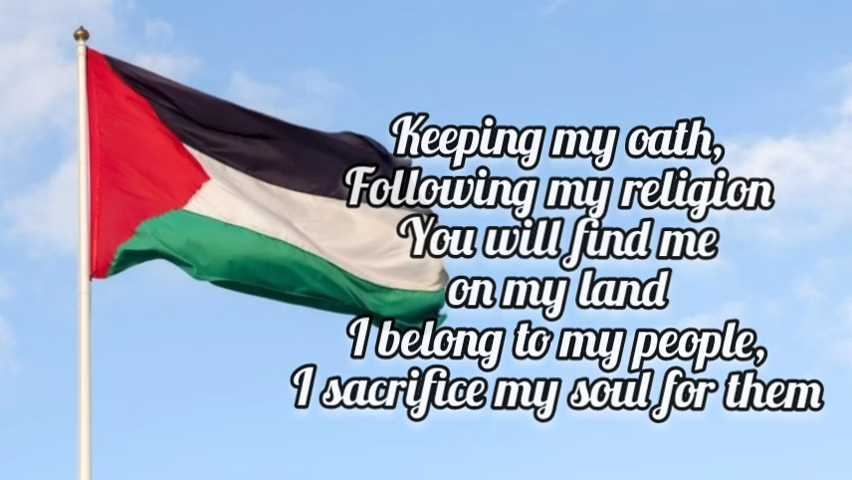 Keeping my oath,
Following my religion
You will find me
on my land
I belong to my people,
I sacrifice my soul for them